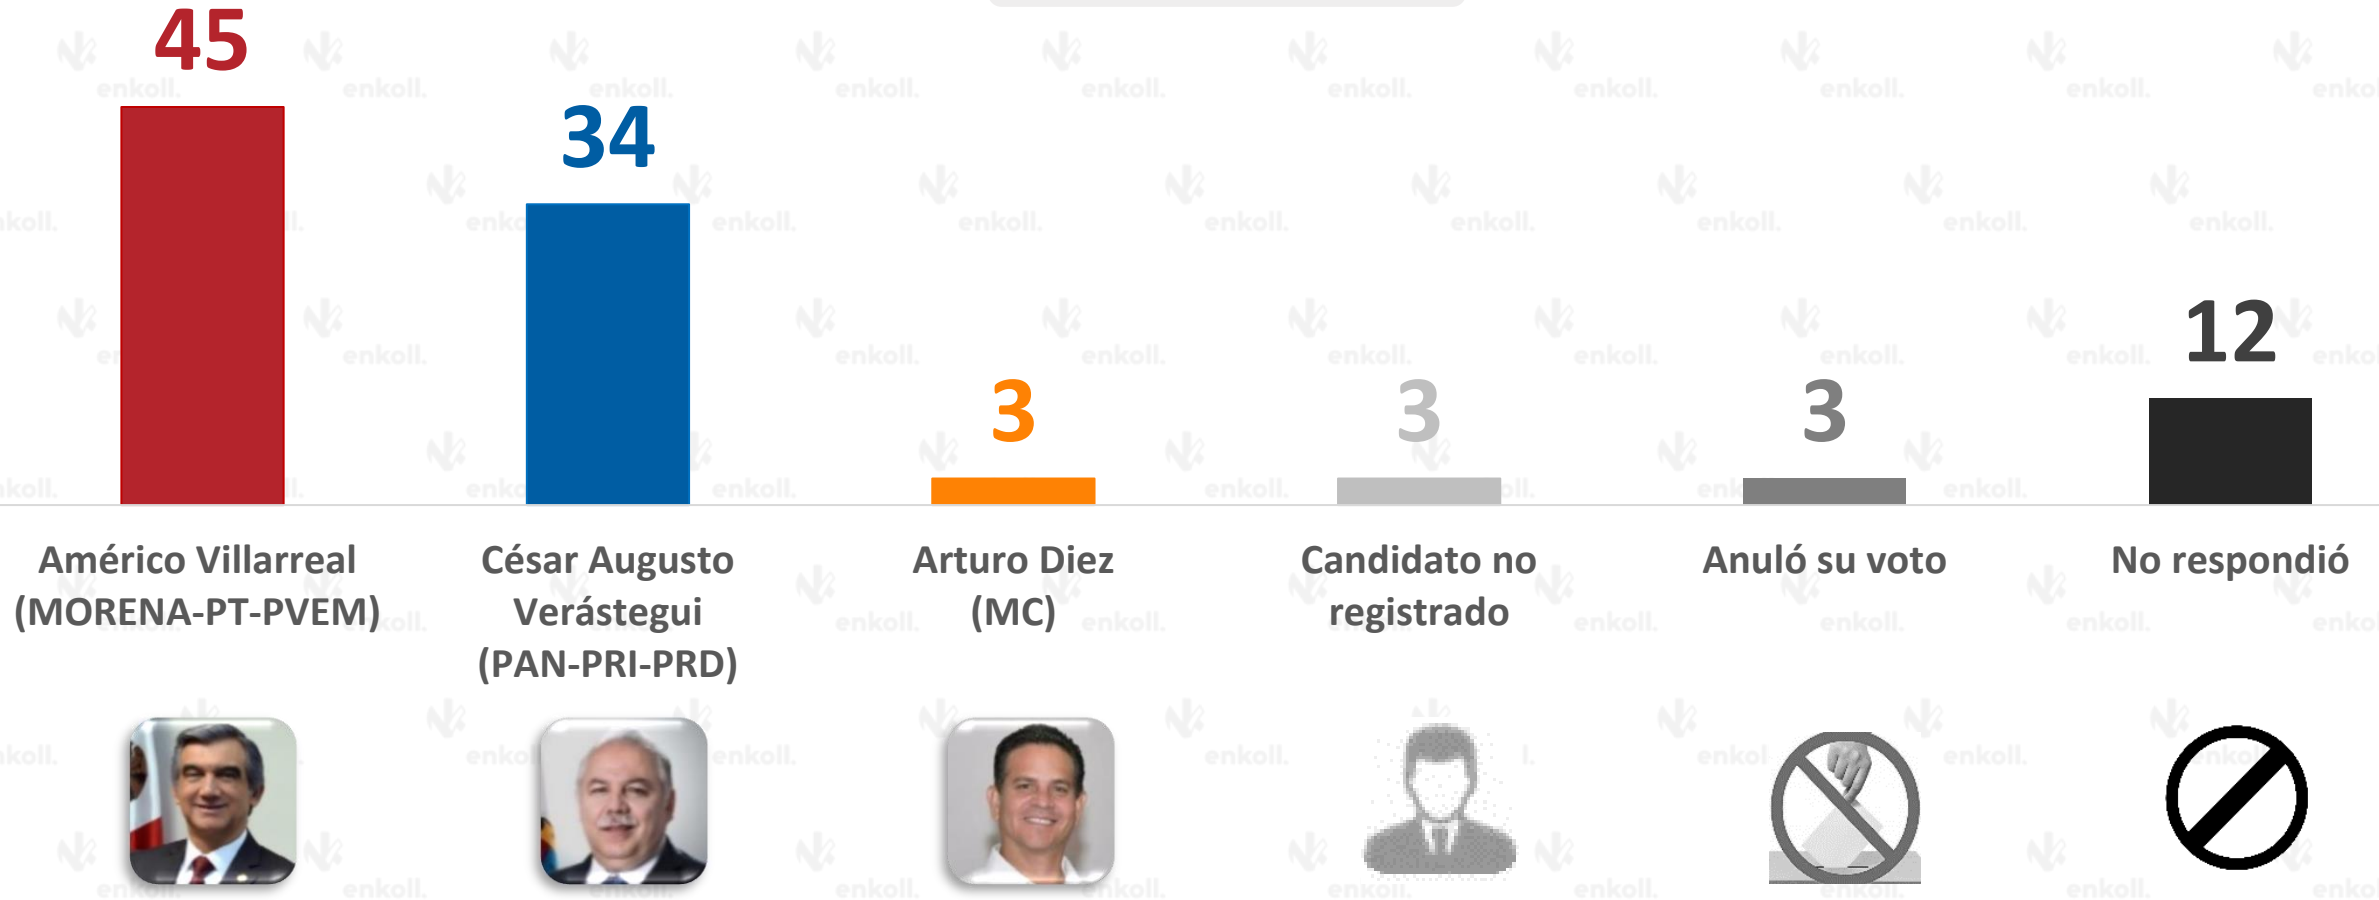 45
34
3
3
3
12
Américo Villarreal
(MORENA-PT-PVEM)
César Augusto
Verástegui
(PAN-PRI-PRD)
Arturo Diez
(MC)
Candidato no
registrado
Anuló su voto
No respondió
enkoll.